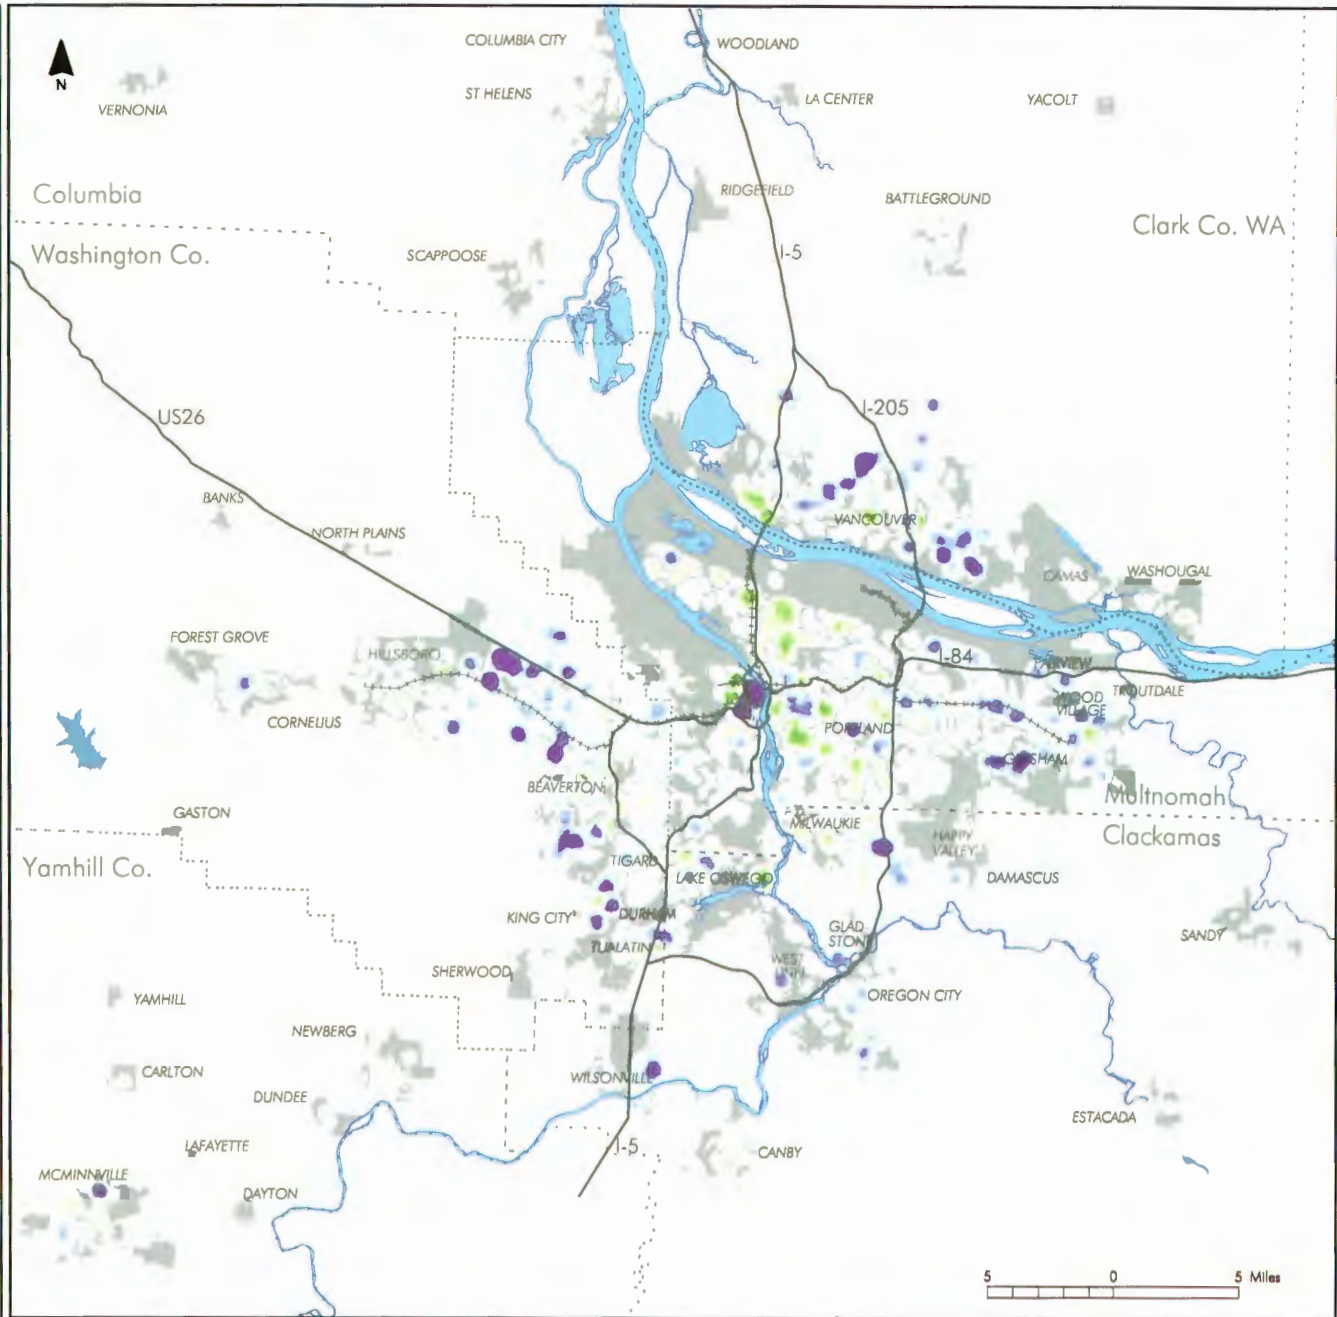 COLUMBIA CITY
WOODLAND
N
VERNONIA
ST HELENS
LA CENTER
YACOLT
Columbia
RIDGEFIELD
BATTLEGROUND
Clark Co. WA
Washington Co.
SCAPPOOSE
I-5
US26
I-205
BANKS
NORTH PLAINS
VANCOUVER
CAMAS
WASHOUGAL
FOREST GROVE
HILLSBORO
I-84
FAIRVIEW
TROUTDALE
WOOD
VILLAGE
CORNELIUS
PORTLAND
GRESHAM
BEAVERTON
Multnomah
GASTON
MILWAUKIE
HAPPY
VALLEY
Clackamas
Yamhill Co.
TIGARD
LAKE OSWEGO
DAMASCUS
KING CITY
DURHAM
GLAD
STONE
SANDY
TUALATIN
WEST
LINN
SHERWOOD
OREGON CITY
YAMHILL
NEWBERG
CARLTON
WILSONVILLE
DUNDEE
ESTACADA
LAFAYETTE
I-5
CANBY
MCMINNVILLE
DAYTON
5 0 5 Miles